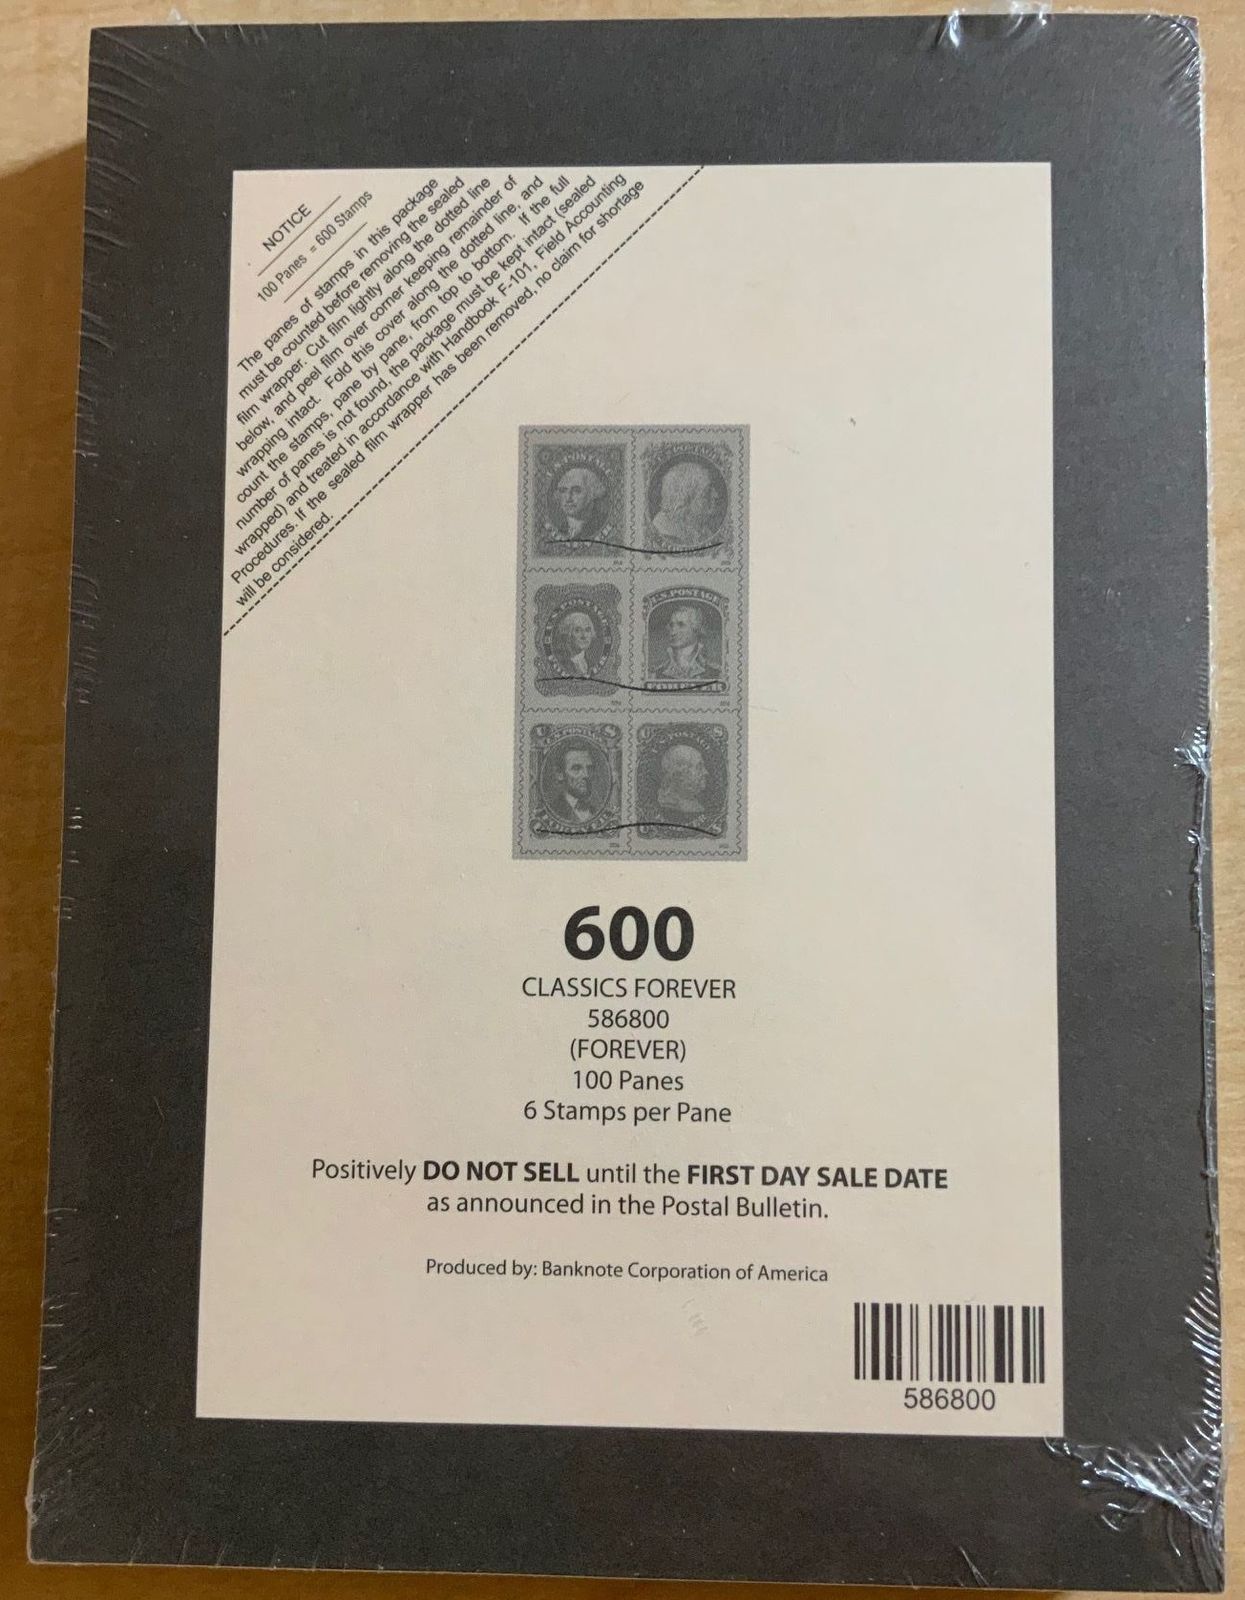 NOTICE
100 Panes = 600 Stamps
The panes of stamps in this package
must be counted before removing the sealed
film wrapper. Cut film lightly along the dotted line
below, and peel film over corner keeping remainder of
wrapping intact. Fold this cover along the dotted line, and
count the stamps, pane by pane, from top to bottom. If the full
number of panes is not found, the package must be kept intact (sealed
wrapped) and treated in accordance with Handbook F-101, Field Accounting
Procedures. If the sealed film wrapper has been removed, no claim for shortage
will be considered.
U.S. POSTAGE
U.S. POSTAGE
U.S. POSTAGE
FOREVER
U S
U.S. POSTAGE
FOREVER
U S
U.S. POSTAGE
600
CLASSICS FOREVER
586800
(FOREVER)
100 Panes
6 Stamps per Pane
Positively DO NOT SELL until the FIRST DAY SALE DATE
as announced in the Postal Bulletin.
Produced by: Banknote Corporation of America
586800